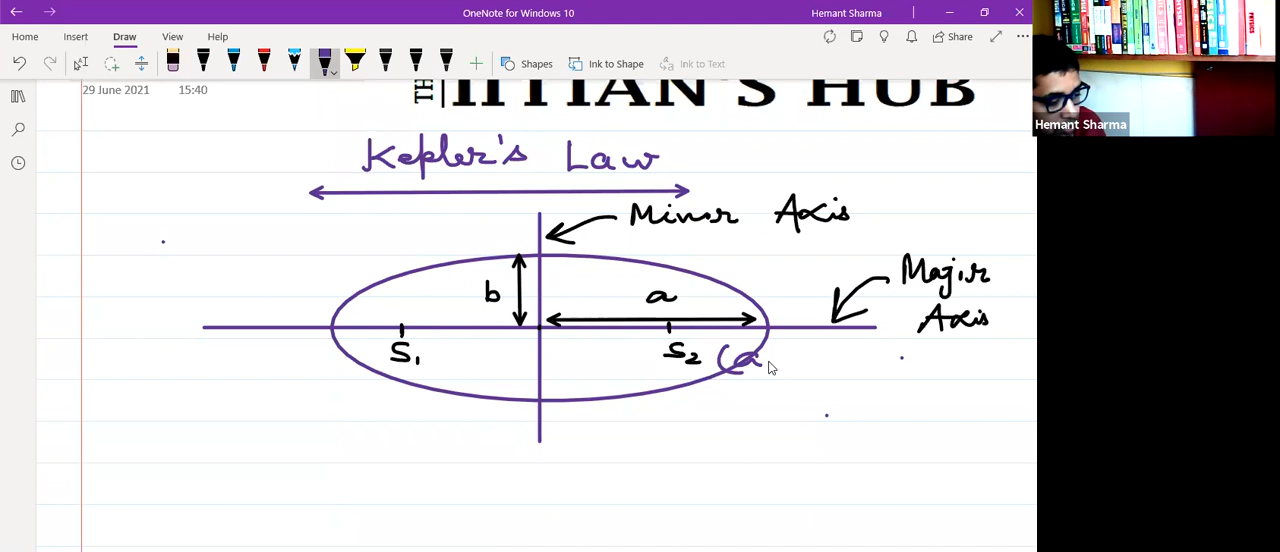 OneNote for Windows 10
Hemant Sharma
Home Insert Draw View Help
Share
Shapes Ink to Shape Ink to Text
29 June 2021 15:40
THE IITIAN'S HUB
Kepler's Law
Minor Axis
Major
Axis
b
a
S1
S2
(a
Hemant Sharma